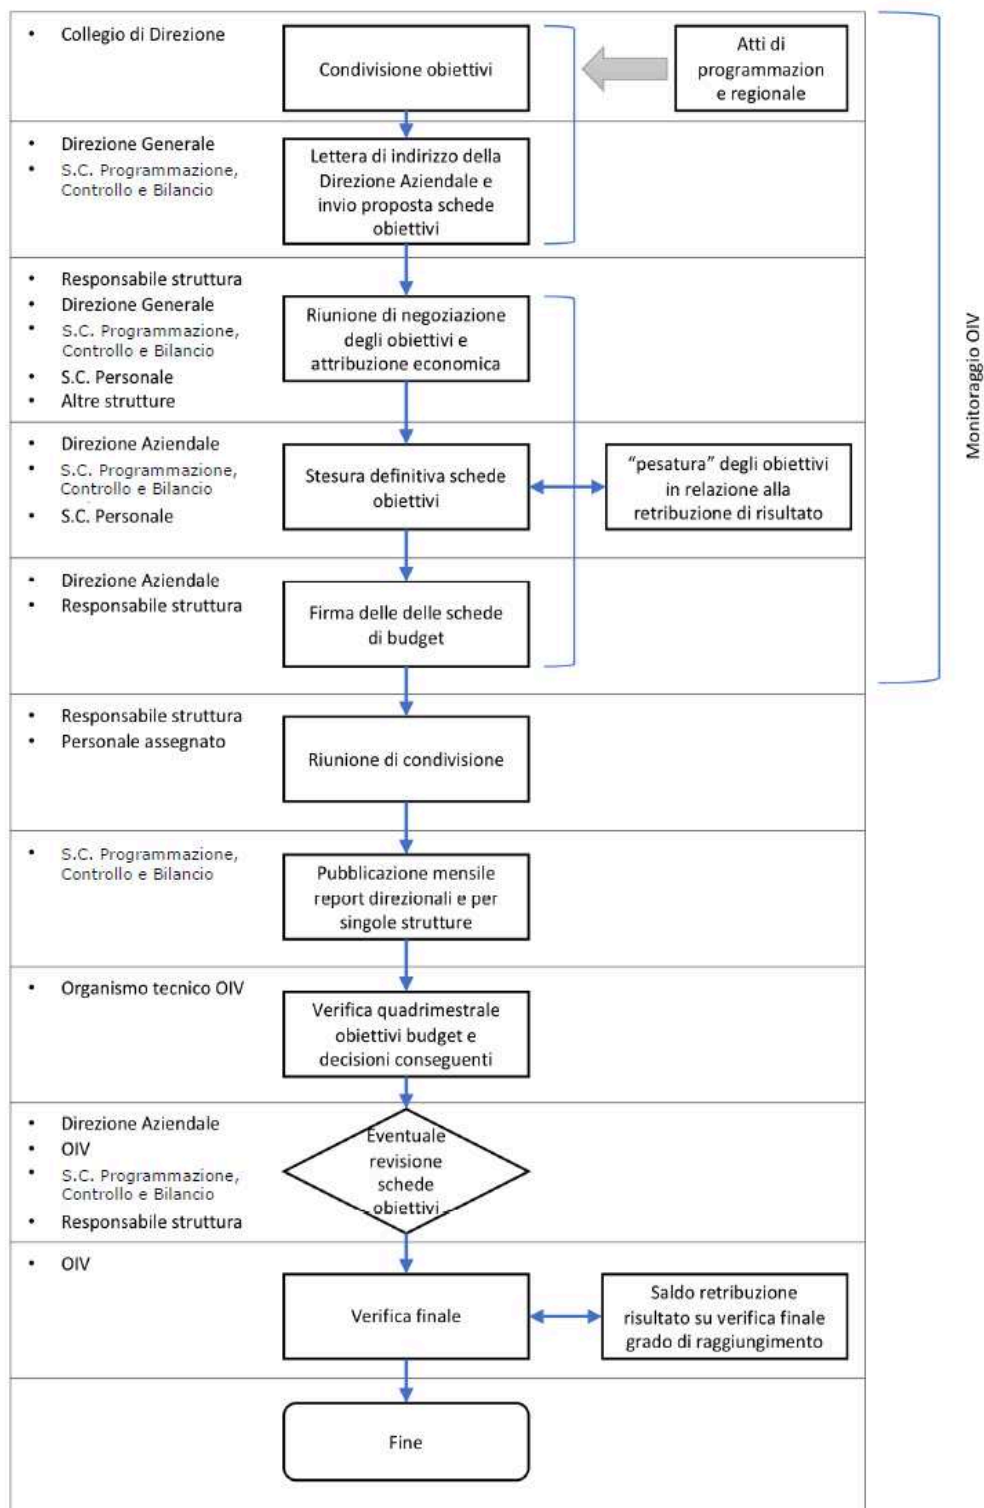 • Collegio di Direzione
Condivisione obiettivi
Atti di
programmazion
e regionale
• Direzione Generale
• S.C. Programmazione,
Controllo e Bilancio
Lettera di indirizzo della
Direzione Aziendale e
invio proposta schede
obiettivi
• Responsabile struttura
• Direzione Generale
• S.C. Programmazione,
Controllo e Bilancio
• S.C. Personale
• Altre strutture
Riunione di negoziazione
degli obiettivi e
attribuzione economica
Monitoraggio OIV
• Direzione Aziendale
• S.C. Programmazione,
Controllo e Bilancio
• S.C. Personale
Stesura definitiva schede
obiettivi
“pesatura” degli obiettivi
in relazione alla
retribuzione di risultato
• Direzione Aziendale
• Responsabile struttura
Firma delle delle schede
di budget
• Responsabile struttura
• Personale assegnato
Riunione di condivisione
• S.C. Programmazione,
Controllo e Bilancio
Pubblicazione mensile
report direzionali e per
singole strutture
• Organismo tecnico OIV
Verifica quadrimestrale
obiettivi budget e
decisioni conseguenti
• Direzione Aziendale
• OIV
• S.C. Programmazione,
Controllo e Bilancio
• Responsabile struttura
Eventuale
revisione
schede
obiettivi
• OIV
Verifica finale
Saldo retribuzione
risultato su verifica finale
grado di raggiungimento
Fine